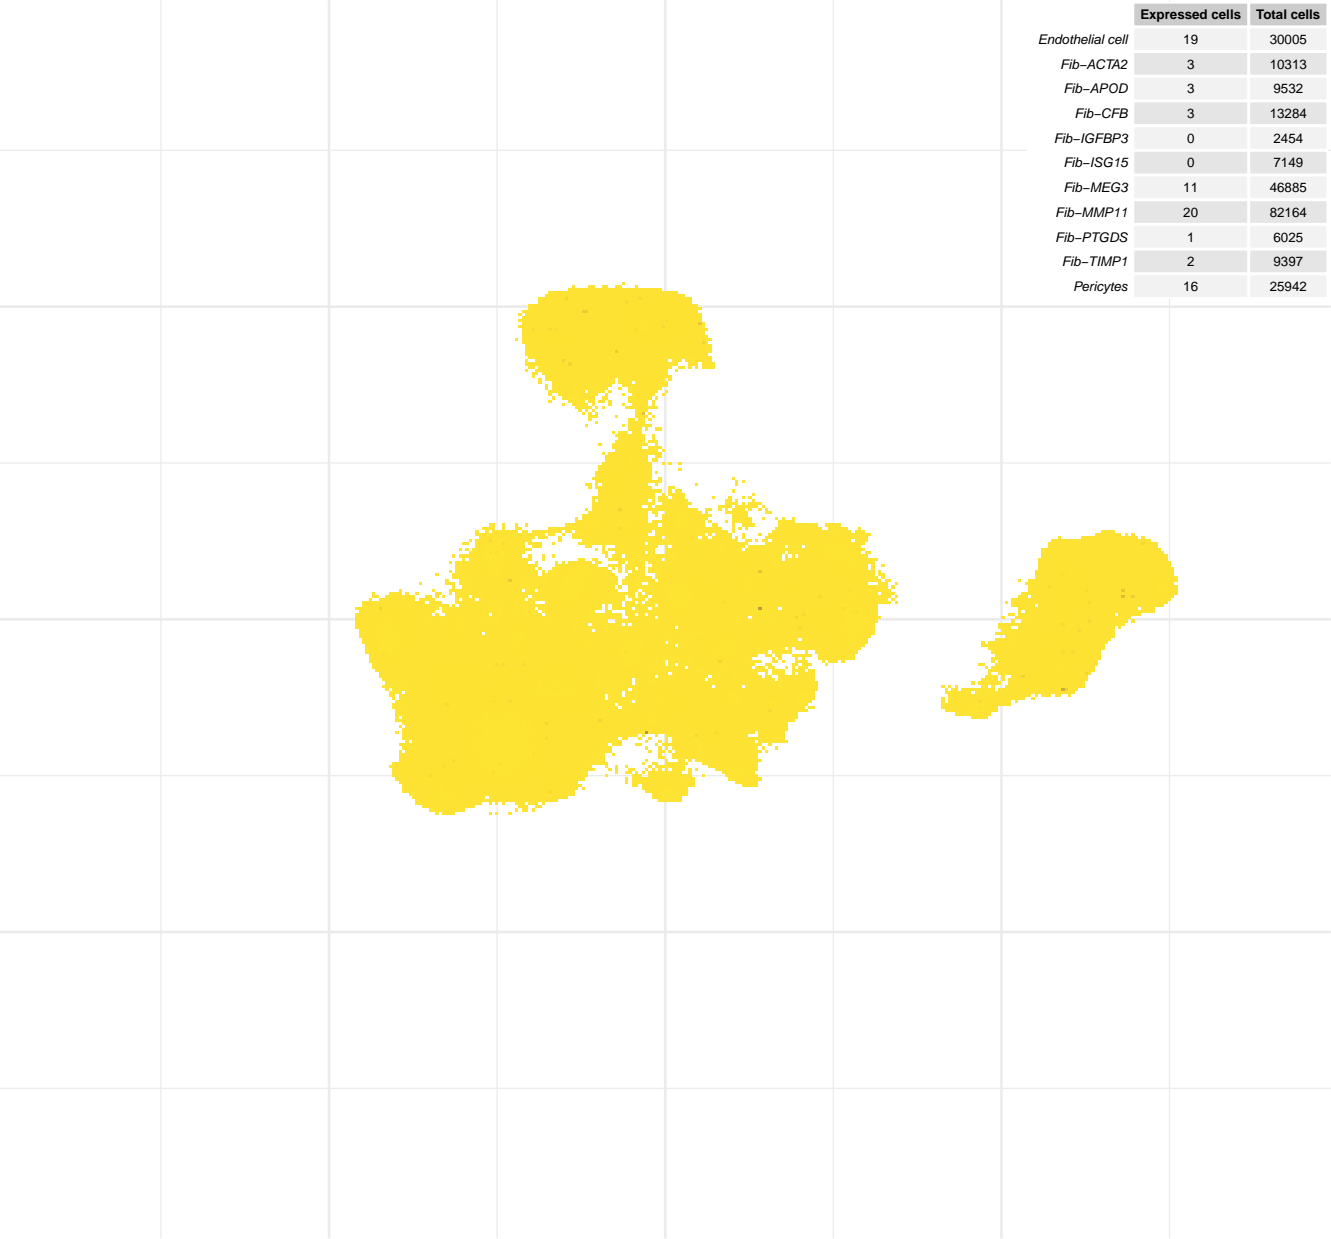 Expressed cells Total cells
Endothelial cell 19 30005
Fib−ACTA2 3 10313
Fib−APOD 3 9532
Fib−CFB 3 13284
Fib−IGFBP3 0 2454
Fib−ISG15 0 7149
Fib−MEG3 11 46885
Fib−MMP11 20 82164
Fib−PTGDS 1 6025
Fib−TIMP1 2 9397
Pericytes 16 25942